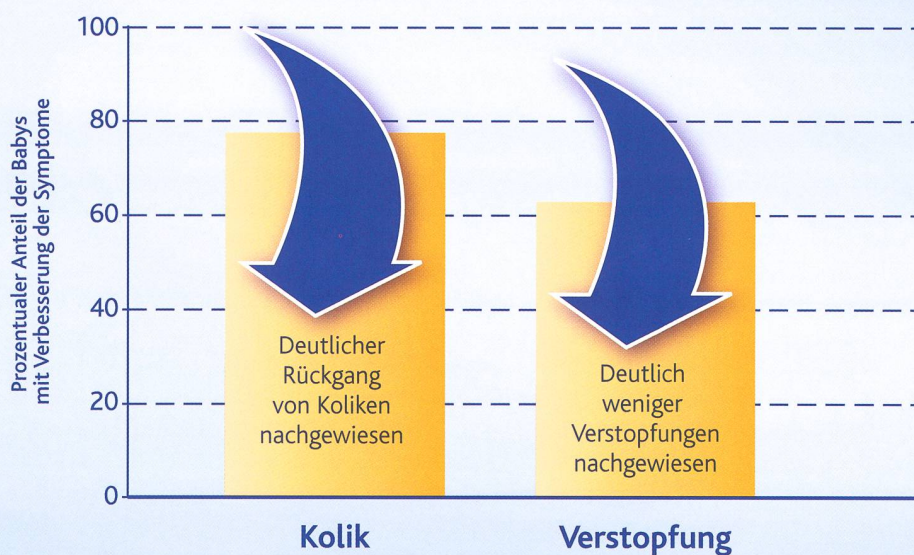 Prozentualer Anteil der Babys
mit Verbesserung der Symptome
100
80
60
40
20
0
Deutlicher
Rückgang
von Koliken
nachgewiesen
Deutlich
weniger
Verstopfungen
nachgewiesen
Kolik
Verstopfung